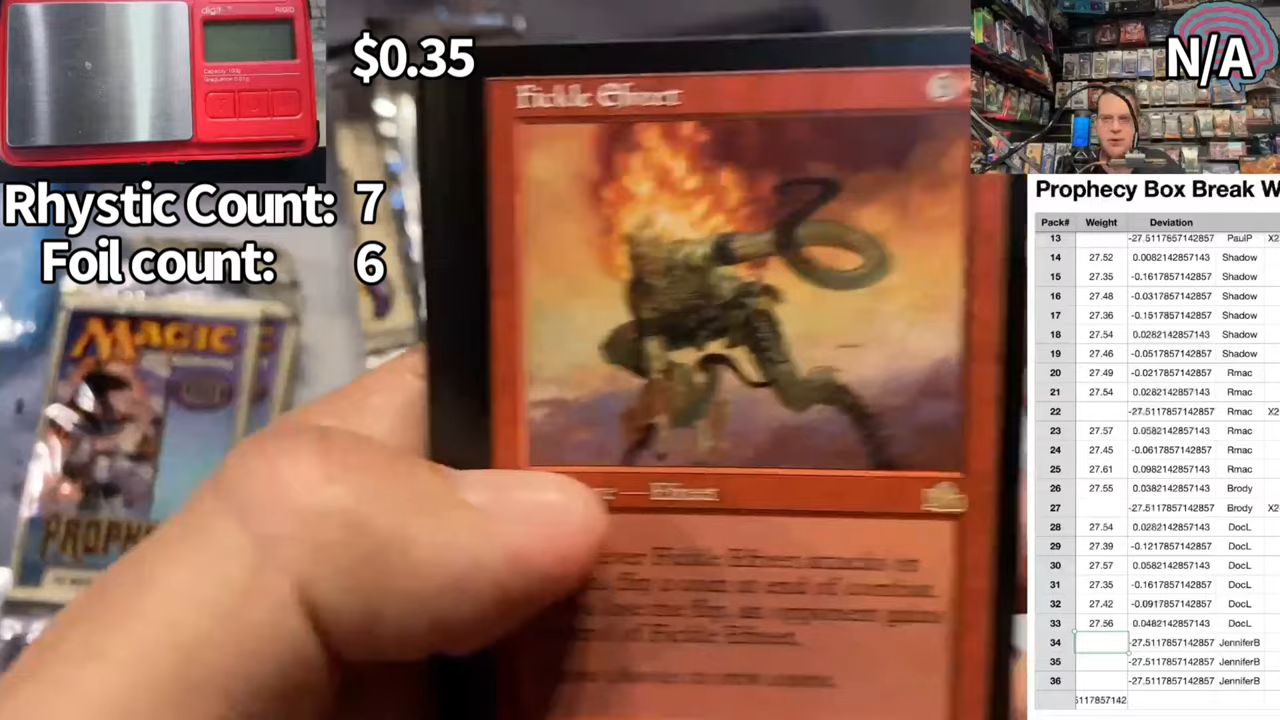 digit
$0.35
N/A
Rhystic Count: 7
Foil count: 6
MAGIC
Fickle Efreet
Efreet
Prophecy Box Break W
Pack# Weight Deviation
13 -27.5117857142857 PaulP X2
14 27.52 0.0082142857143 Shadow
15 27.35 -0.1617857142857 Shadow
16 27.48 -0.0317857142857 Shadow
17 27.36 -0.1517857142857 Shadow
18 27.54 0.0282142857143 Shadow
19 27.46 -0.0517857142857 Shadow
20 27.49 -0.0217857142857 Rmac
21 27.54 0.0282142857143 Rmac
22 -27.5117857142857 Rmac X2
23 27.57 0.0582142857143 Rmac
24 27.45 -0.0617857142857 Rmac
25 27.61 0.0982142857143 Rmac
26 27.55 0.0382142857143 Brody
27 -27.5117857142857 Brody X2
28 27.54 0.0282142857143 DocL
29 27.39 -0.1217857142857 DocL
30 27.57 0.0582142857143 DocL
31 27.35 -0.1617857142857 DocL
32 27.42 -0.0917857142857 DocL
33 27.56 0.0482142857143 DocL
34 -27.5117857142857 JenniferB
35 -27.5117857142857 JenniferB
36 -27.5117857142857 JenniferB
5117857142
PROPH